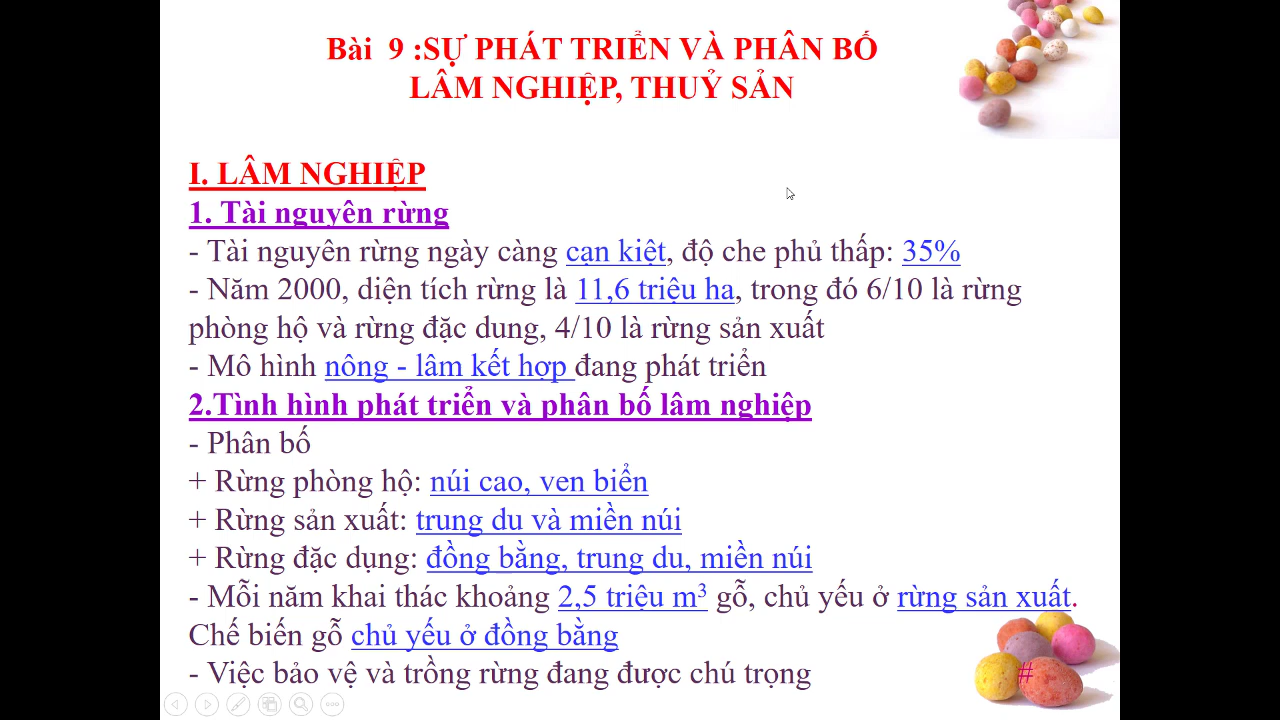 Bài 9 :SỰ PHÁT TRIỂN VÀ PHÂN BỐ
LÂM NGHIỆP, THUỶ SẢN
I. LÂM NGHIỆP
1. Tài nguyên rừng
- Tài nguyên rừng ngày càng cạn kiệt, độ che phủ thấp: 35%
- Năm 2000, diện tích rừng là 11,6 triệu ha, trong đó 6/10 là rừng
phòng hộ và rừng đặc dung, 4/10 là rừng sản xuất
- Mô hình nông - lâm kết hợp đang phát triển
2.Tình hình phát triển và phân bố lâm nghiệp
- Phân bố
+ Rừng phòng hộ: núi cao, ven biển
+ Rừng sản xuất: trung du và miền núi
+ Rừng đặc dụng: đồng bằng, trung du, miền núi
- Mỗi năm khai thác khoảng 2,5 triệu m³ gỗ, chủ yếu ở rừng sản xuất.
Chế biến gỗ chủ yếu ở đồng bằng
- Việc bảo vệ và trồng rừng đang được chú trọng
#